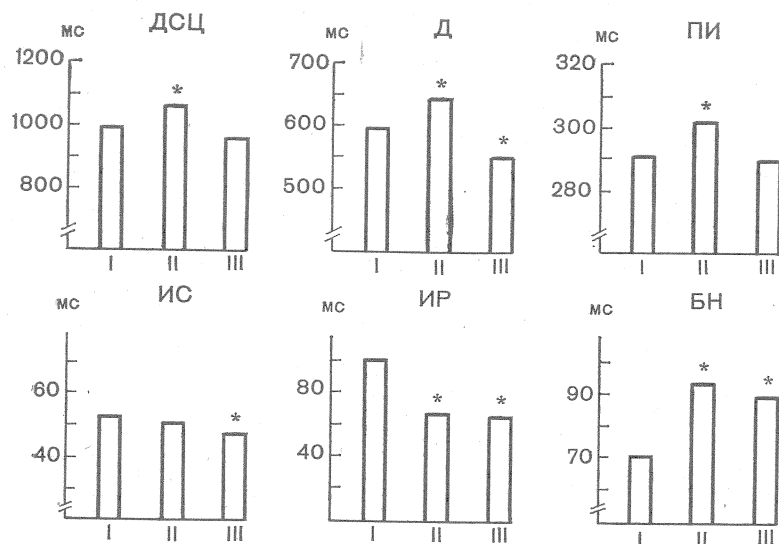 ДСЦ
мс
1200
1000
800
I II III
Д
мс
700
600
500
*
*
I II III
ПИ
мс
320
300
280
*
I II III
ИС
мс
60
40
*
I II III
ИР
мс
80
40
* *
I II III
БН
мс
90
70
*
*
I II III